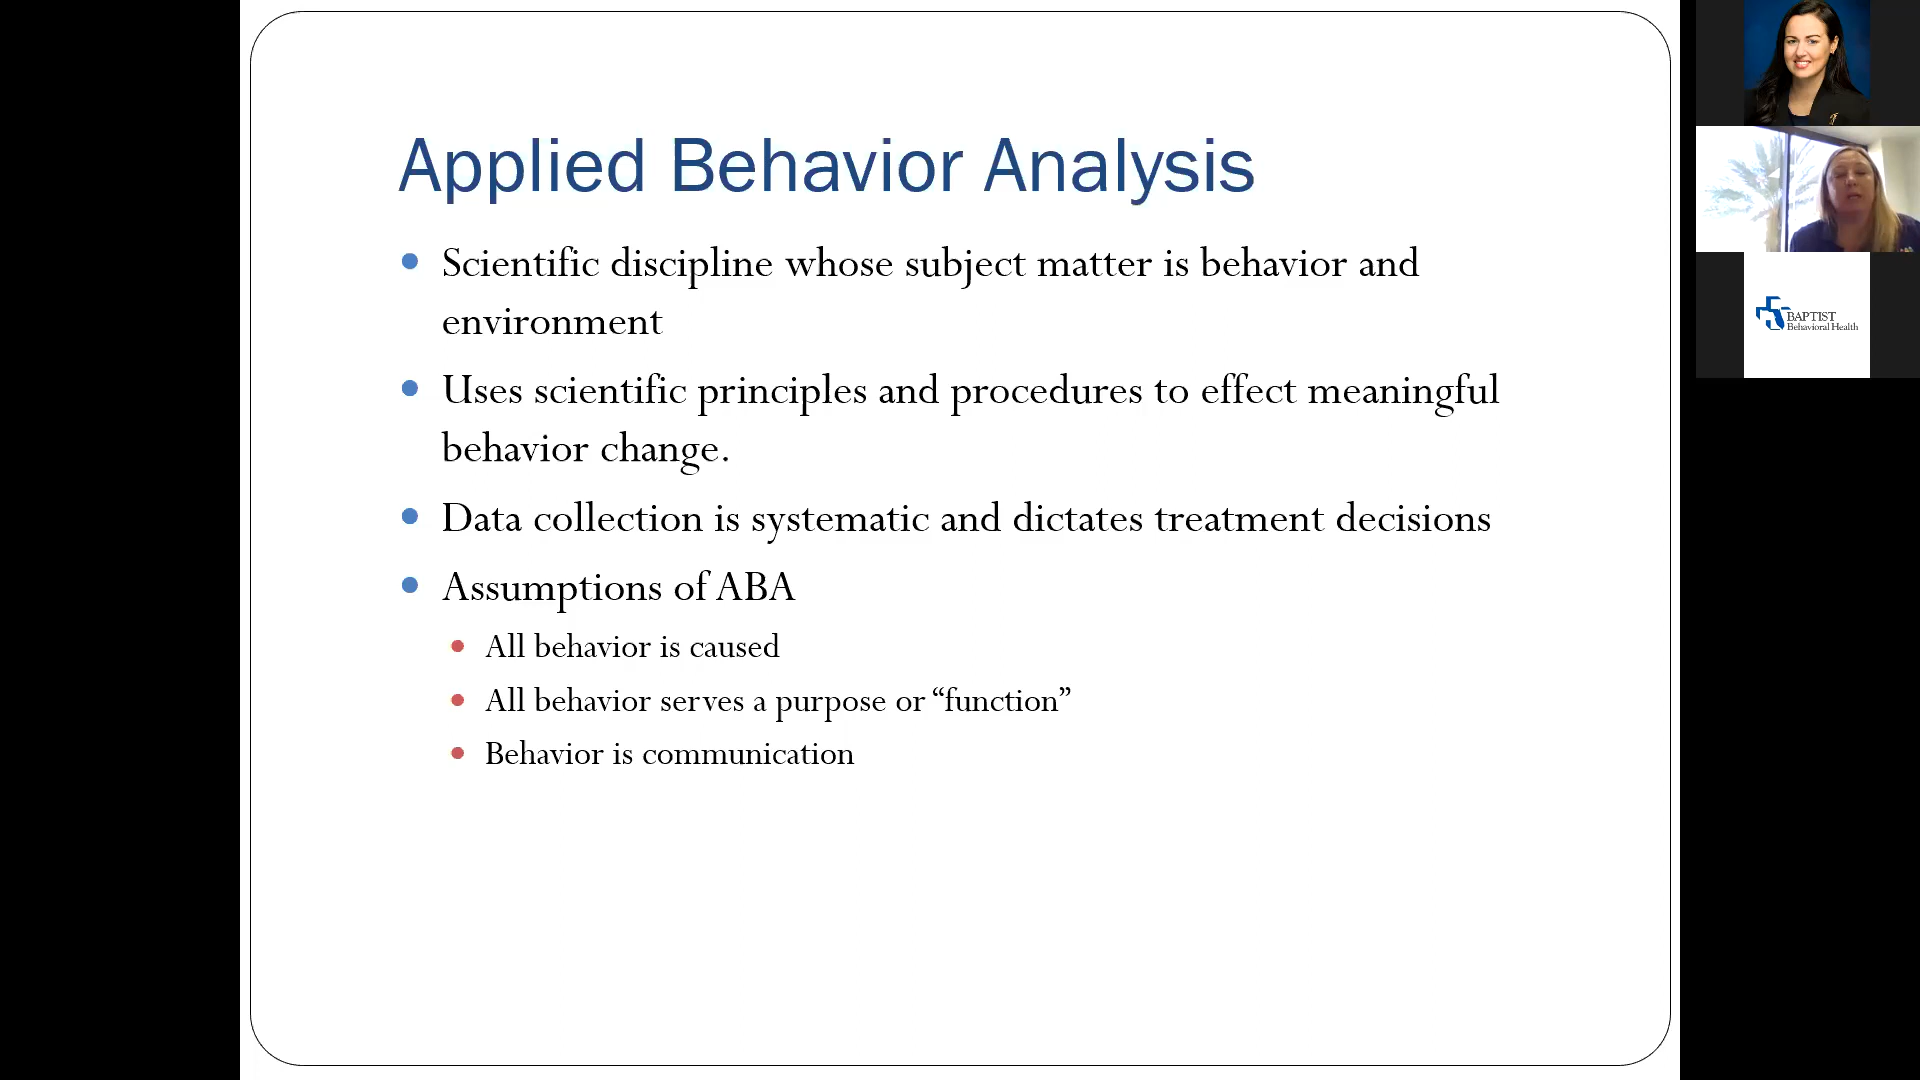 Applied Behavior Analysis
• Scientific discipline whose subject matter is behavior and
environment
• Uses scientific principles and procedures to effect meaningful
behavior change.
• Data collection is systematic and dictates treatment decisions
• Assumptions of ABA
• All behavior is caused
• All behavior serves a purpose or “function”
• Behavior is communication
BAPTIST
Behavioral Health